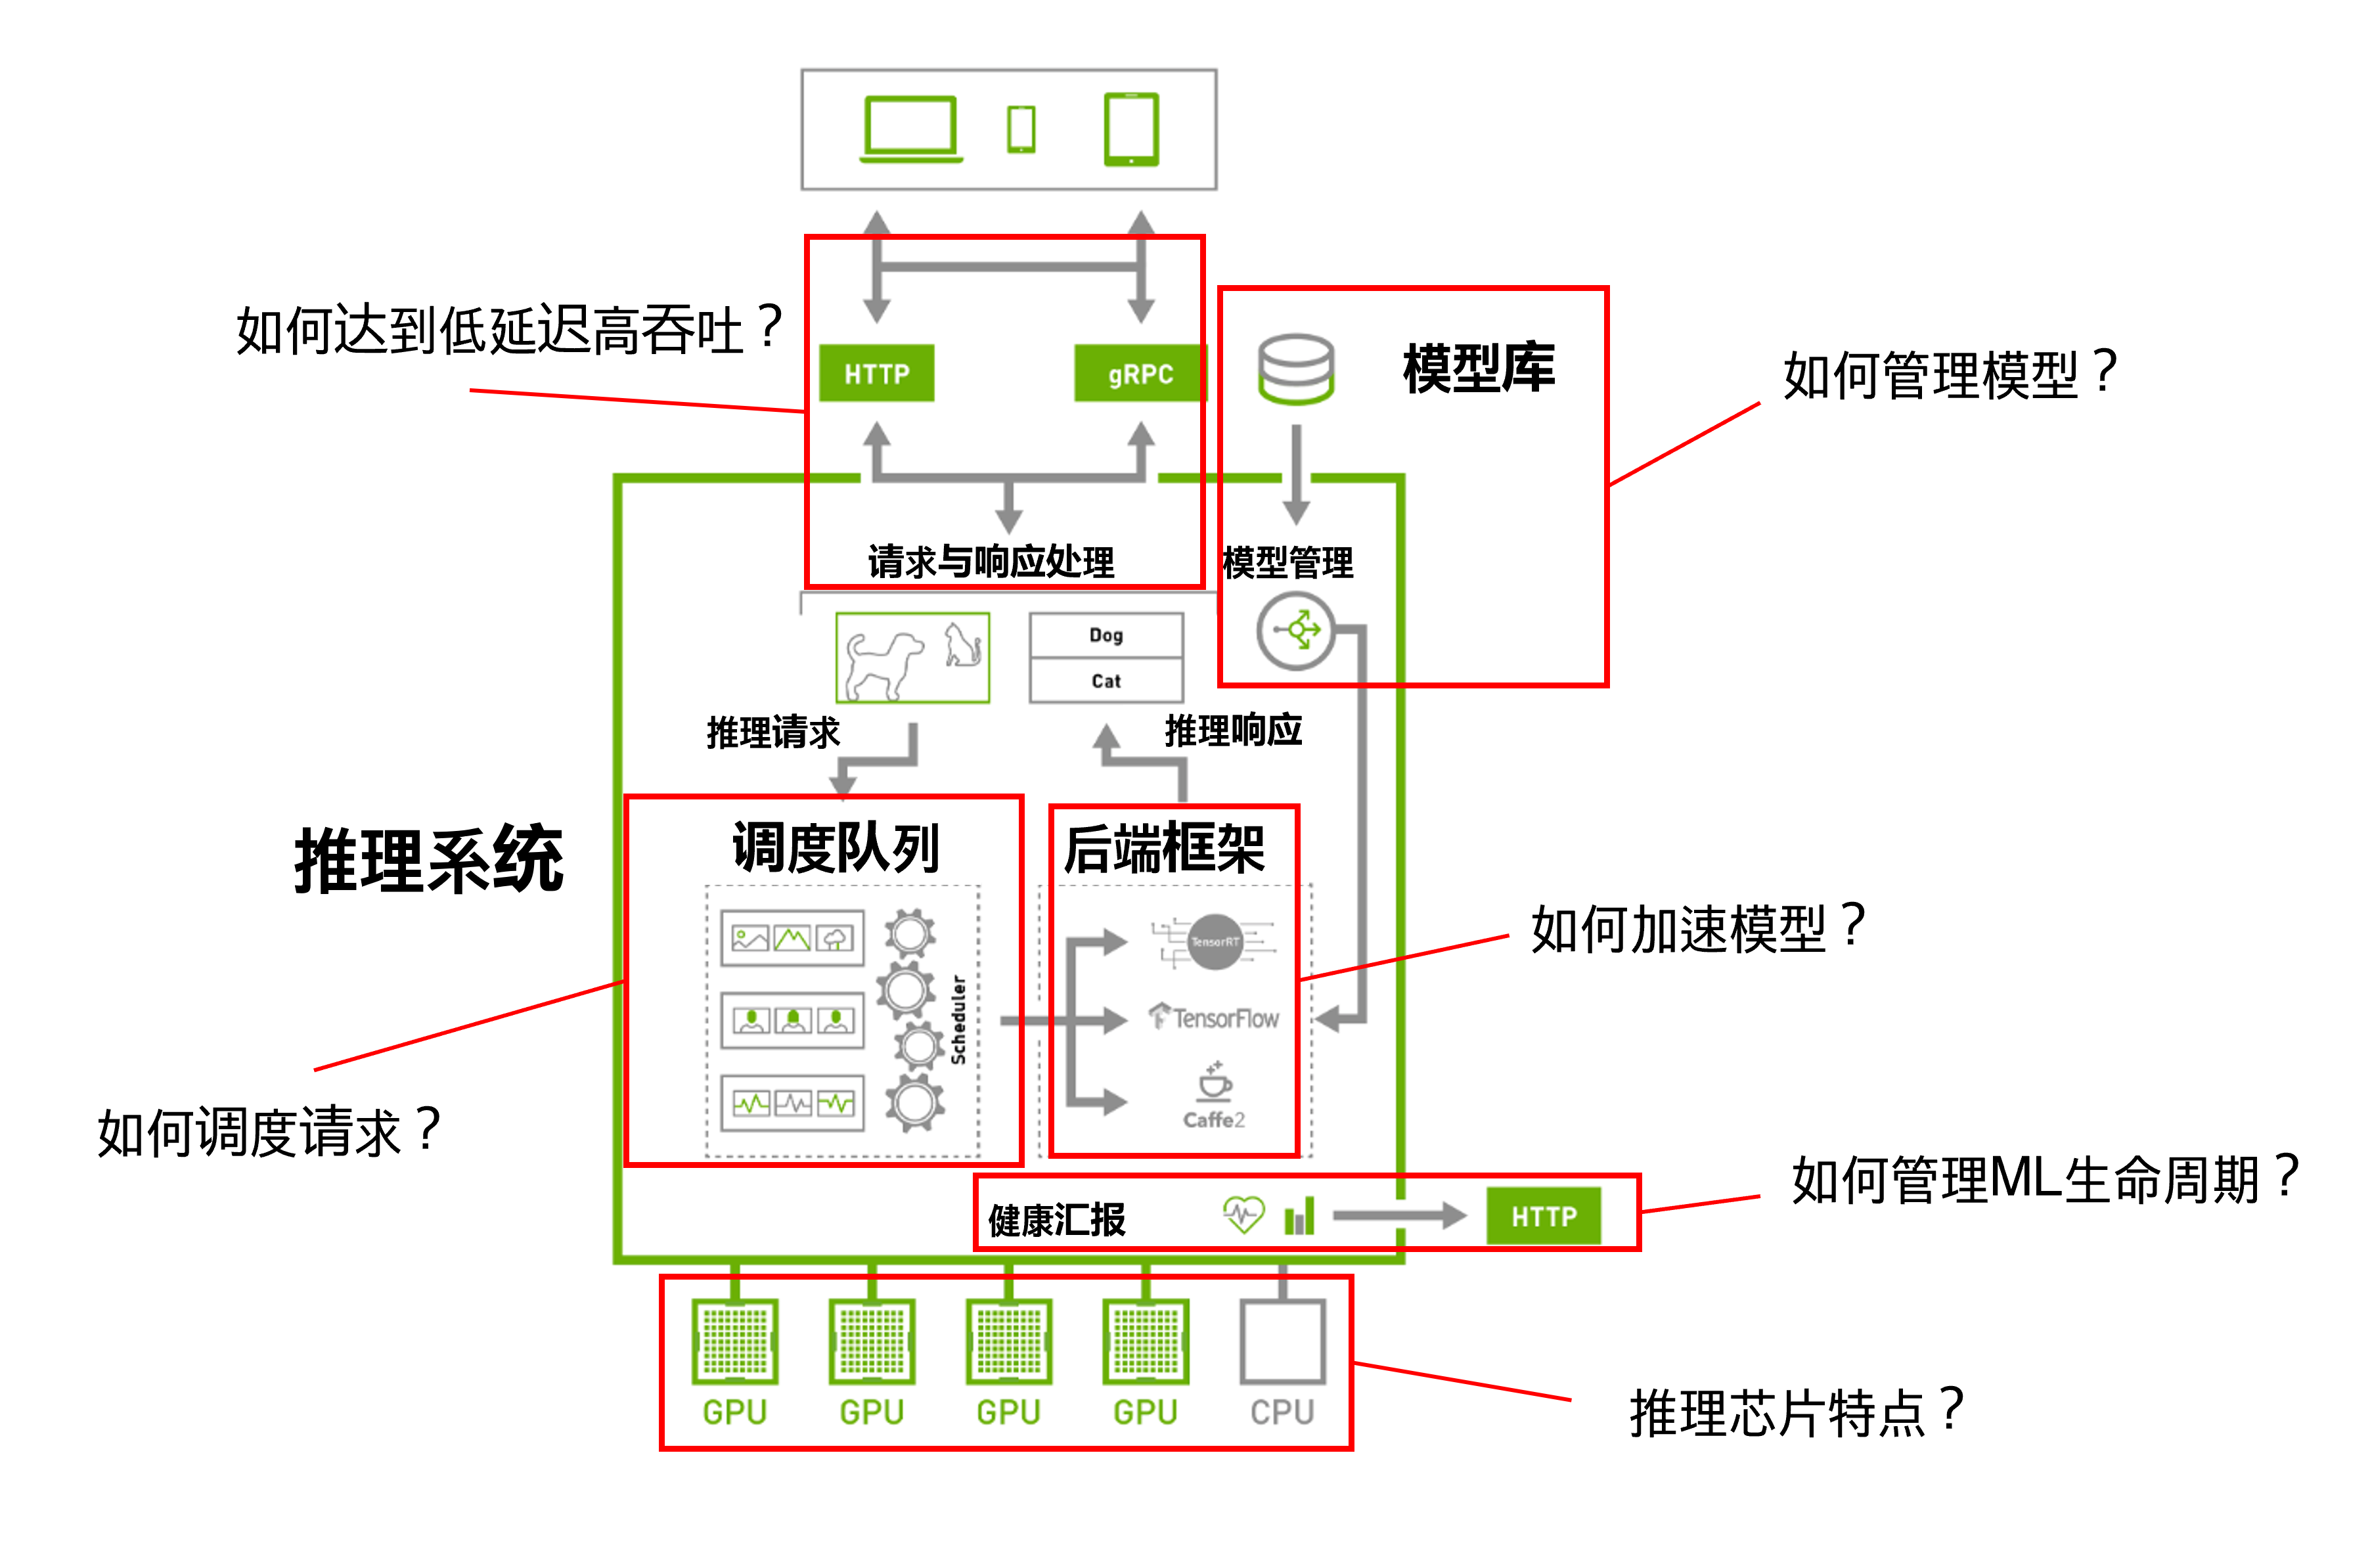 如何达到低延迟高吞吐？
HTTP
gRPC
模型库
如何管理模型？
请求与响应处理
模型管理
Dog
Cat
推理请求
推理响应
推理系统
调度队列
后端框架
TensorRT
如何加速模型？
Scheduler
TensorFlow
Caffe2
如何调度请求？
如何管理ML生命周期？
健康汇报
HTTP
GPU
GPU
GPU
GPU
CPU
推理芯片特点？